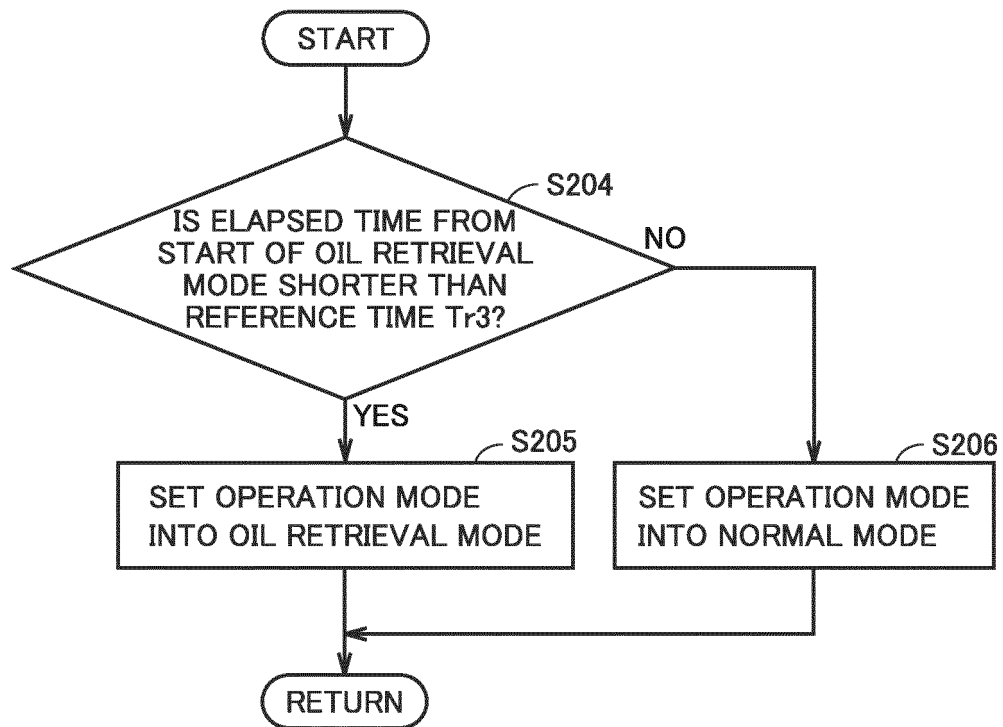 START
S204
IS ELAPSED TIME FROM
START OF OIL RETRIEVAL
MODE SHORTER THAN
REFERENCE TIME Tr3?
NO
YES
S205
SET OPERATION MODE
INTO OIL RETRIEVAL MODE
S206
SET OPERATION MODE
INTO NORMAL MODE
RETURN